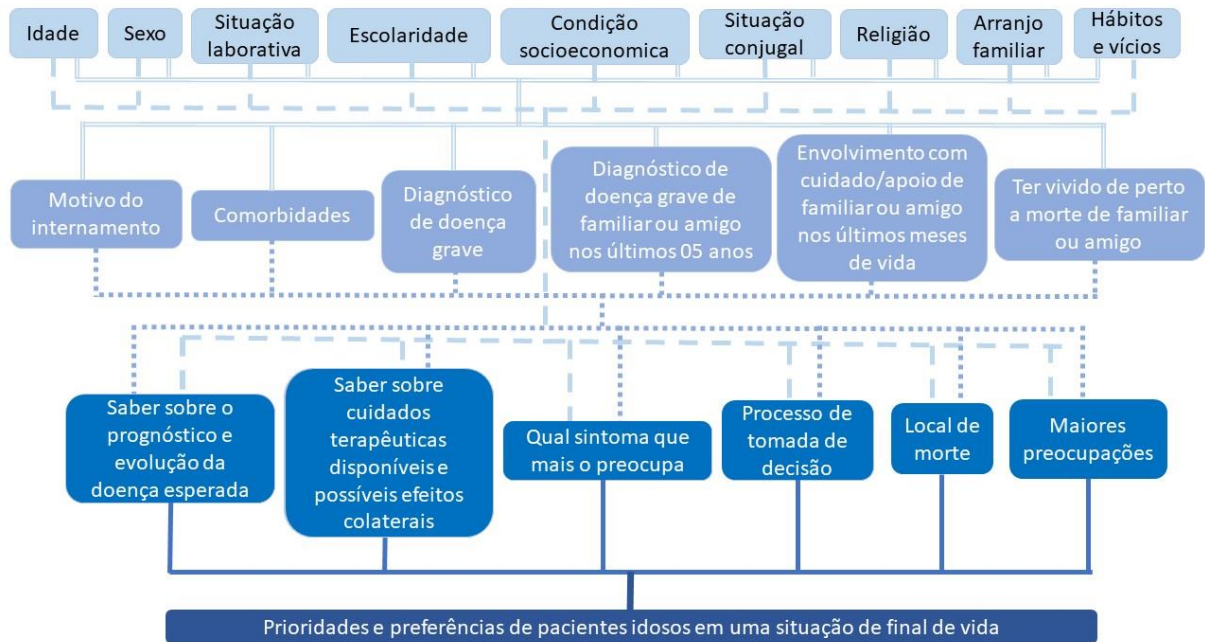 Idade
Sexo
Situação
laborativa
Escolaridade
Condição
socioeconomica
Situação
conjugal
Religião
Arranjo
familiar
Hábitos
e vícios
Motivo do
internamento
Comorbidades
Diagnóstico
de doença
grave
Diagnóstico de
doença grave de
familiar ou amigo
nos últimos 05 anos
Envolvimento com
cuidado/apoio de
familiar ou amigo
nos últimos meses
de vida
Ter vivido de perto
a morte de familiar
ou amigo
Saber sobre o
prognóstico e
evolução da
doença esperada
Saber sobre
cuidados
terapêuticas
disponíveis e
possíveis efeitos
colaterais
Qual sintoma que
mais o preocupa
Processo de
tomada de
decisão
Local de
morte
Maiores
preocupações
Prioridades e preferências de pacientes idosos em uma situação de final de vida